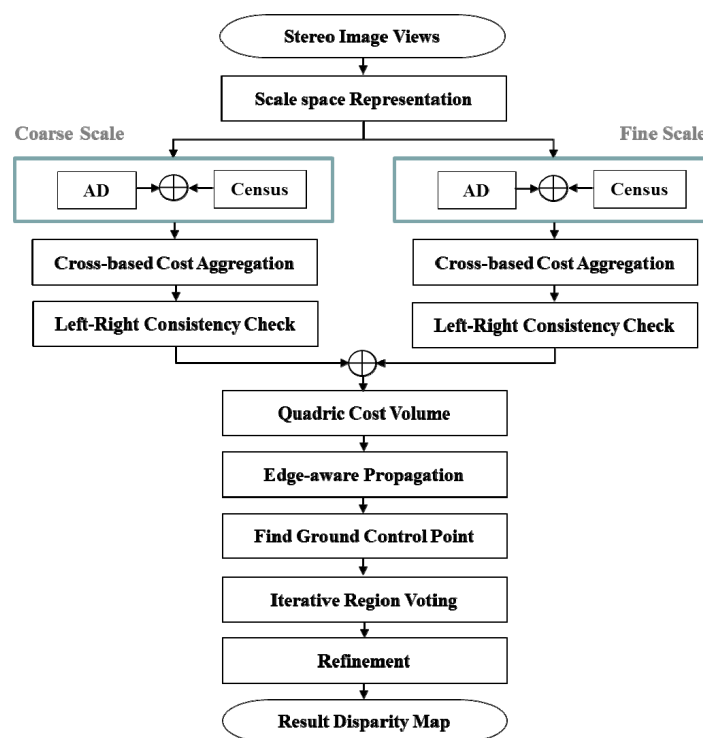 Stereo Image Views
Scale space Representation
Coarse Scale
Fine Scale
AD
Census
AD
Census
Cross-based Cost Aggregation
Cross-based Cost Aggregation
Left-Right Consistency Check
Left-Right Consistency Check
Quadric Cost Volume
Edge-aware Propagation
Find Ground Control Point
Iterative Region Voting
Refinement
Result Disparity Map